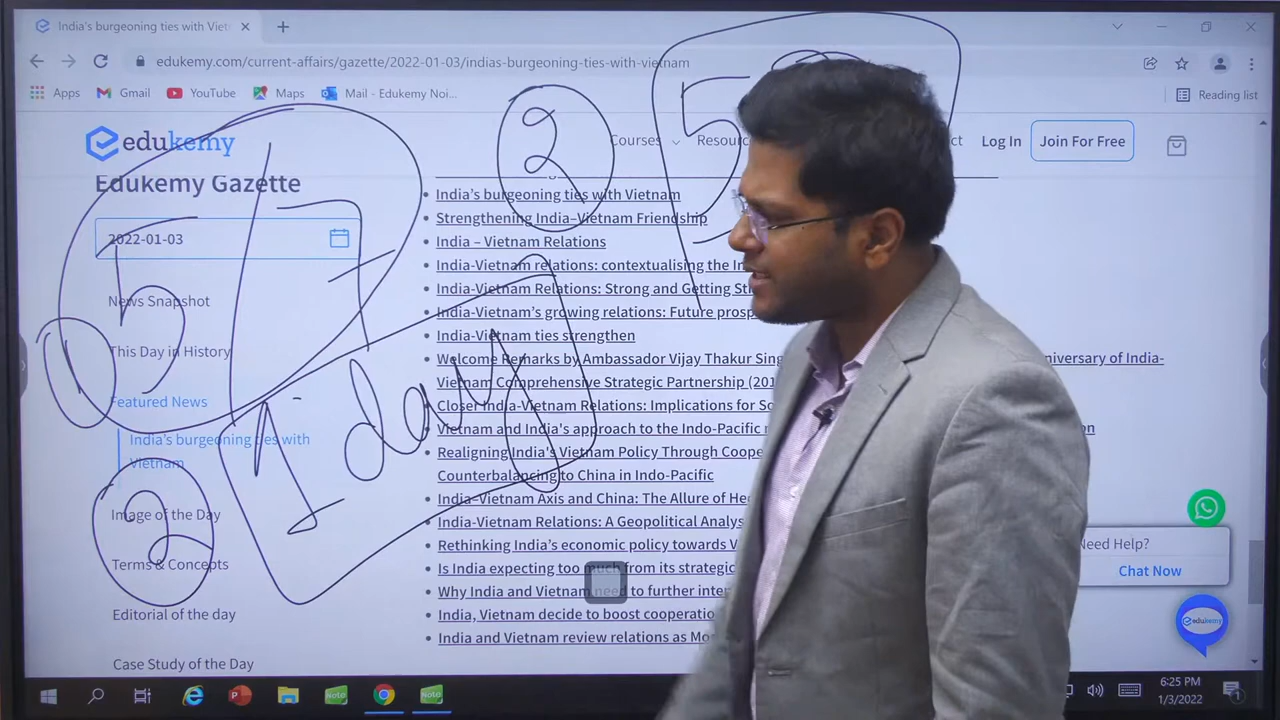 India's burgeoning ties with Viet
edukemy.com/current-affairs/gazette/2022-01-03/indias-burgeoning-ties-with-vietnam
Apps Gmail YouTube Maps Mail - Edukemy Noi... Reading list
edukemy
Courses Log In Join For Free
Edukemy Gazette
2022-01-03
News Snapshot
This Day in History
Featured News
India's burgeoning ties with
Vietnam
Image of the Day
Terms & Concepts
Editorial of the day
Case Study of the Day
India's burgeoning ties with Vietnam
Strengthening India–Vietnam Friendship
India – Vietnam Relations
India-Vietnam relations: contextualising the
India-Vietnam Relations: Strong and Getting
India-Vietnam's growing relations: Future
India-Vietnam ties strengthen
Welcome Remarks by Ambassador Vijay Thakur niversary of India-
Vietnam Comprehensive Strategic Partnership
Closer India-Vietnam Relations: Implications for
Vietnam and India's approach to the Indo-Pacific
Realigning India's Vietnam Policy Through
Counterbalancing to China in Indo-Pacific
India–Vietnam Axis and China: The Allure of
India-Vietnam Relations: A Geopolitical
Rethinking India's economic policy towards
Is India expecting too much from its strategic
Why India and Vietnam need to further
India, Vietnam decide to boost
India and Vietnam review relations as
2
5
5 7
1
2
1 day
Need Help?
Chat Now
edukemy
6:25 PM
1/3/2022